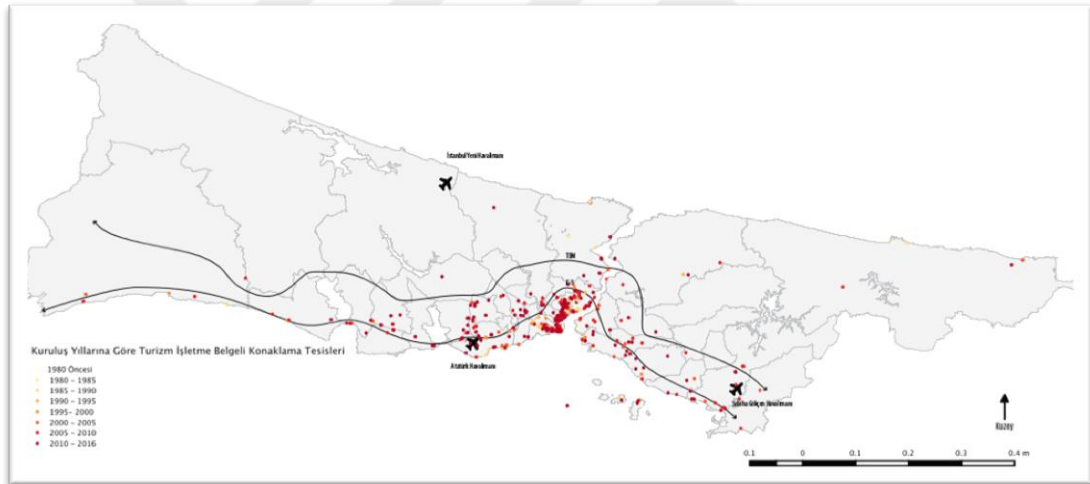 İstanbul Yeni Havalimanı
TEM
E-5
Atatürk Havalimanı
Sabiha Gökçen Havalimanı
Kuruluş Yıllarına Göre Turizm İşletme Belgeli Konaklama Tesisleri
1980 Öncesi
1980 - 1985
1985 - 1990
1990 - 1995
1995- 2000
2000 - 2005
2005 - 2010
2010 - 2016
Kuzey
0.1 0 0.1 0.2 0.3 0.4 m